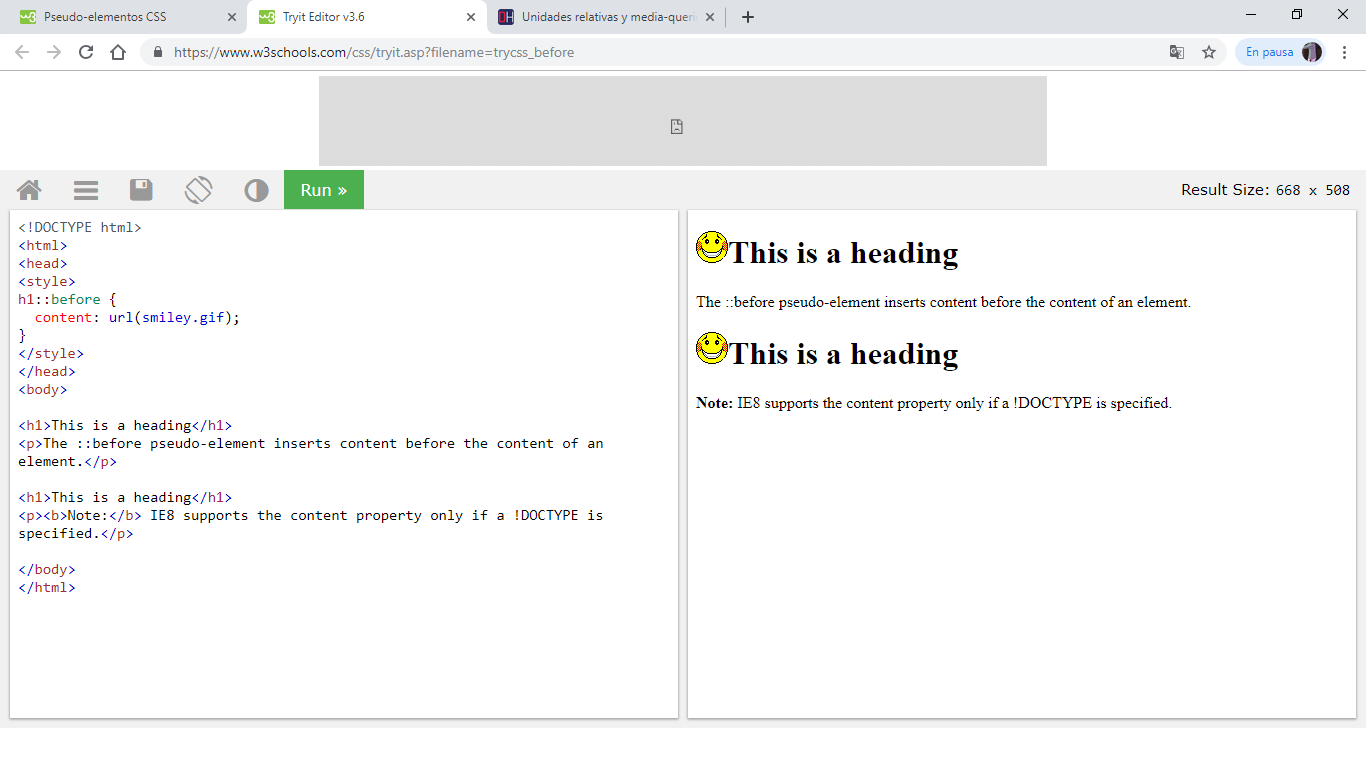 Pseudo-elementos CSS
Tryit Editor v3.6
DH Unidades relativas y media-queri
https://www.w3schools.com/css/tryit.asp?filename=trycss_before
En pausa
Run »
Result Size: 668 x 508
<!DOCTYPE html>
<html>
<head>
<style>
h1::before {
  content: url(smiley.gif);
}
</style>
</head>
<body>

<h1>This is a heading</h1>
<p>The ::before pseudo-element inserts content before the content of an
element.</p>

<h1>This is a heading</h1>
<p><b>Note:</b> IE8 supports the content property only if a !DOCTYPE is
specified.</p>

</body>
</html>
This is a heading
The ::before pseudo-element inserts content before the content of an element.
This is a heading
Note: IE8 supports the content property only if a !DOCTYPE is specified.